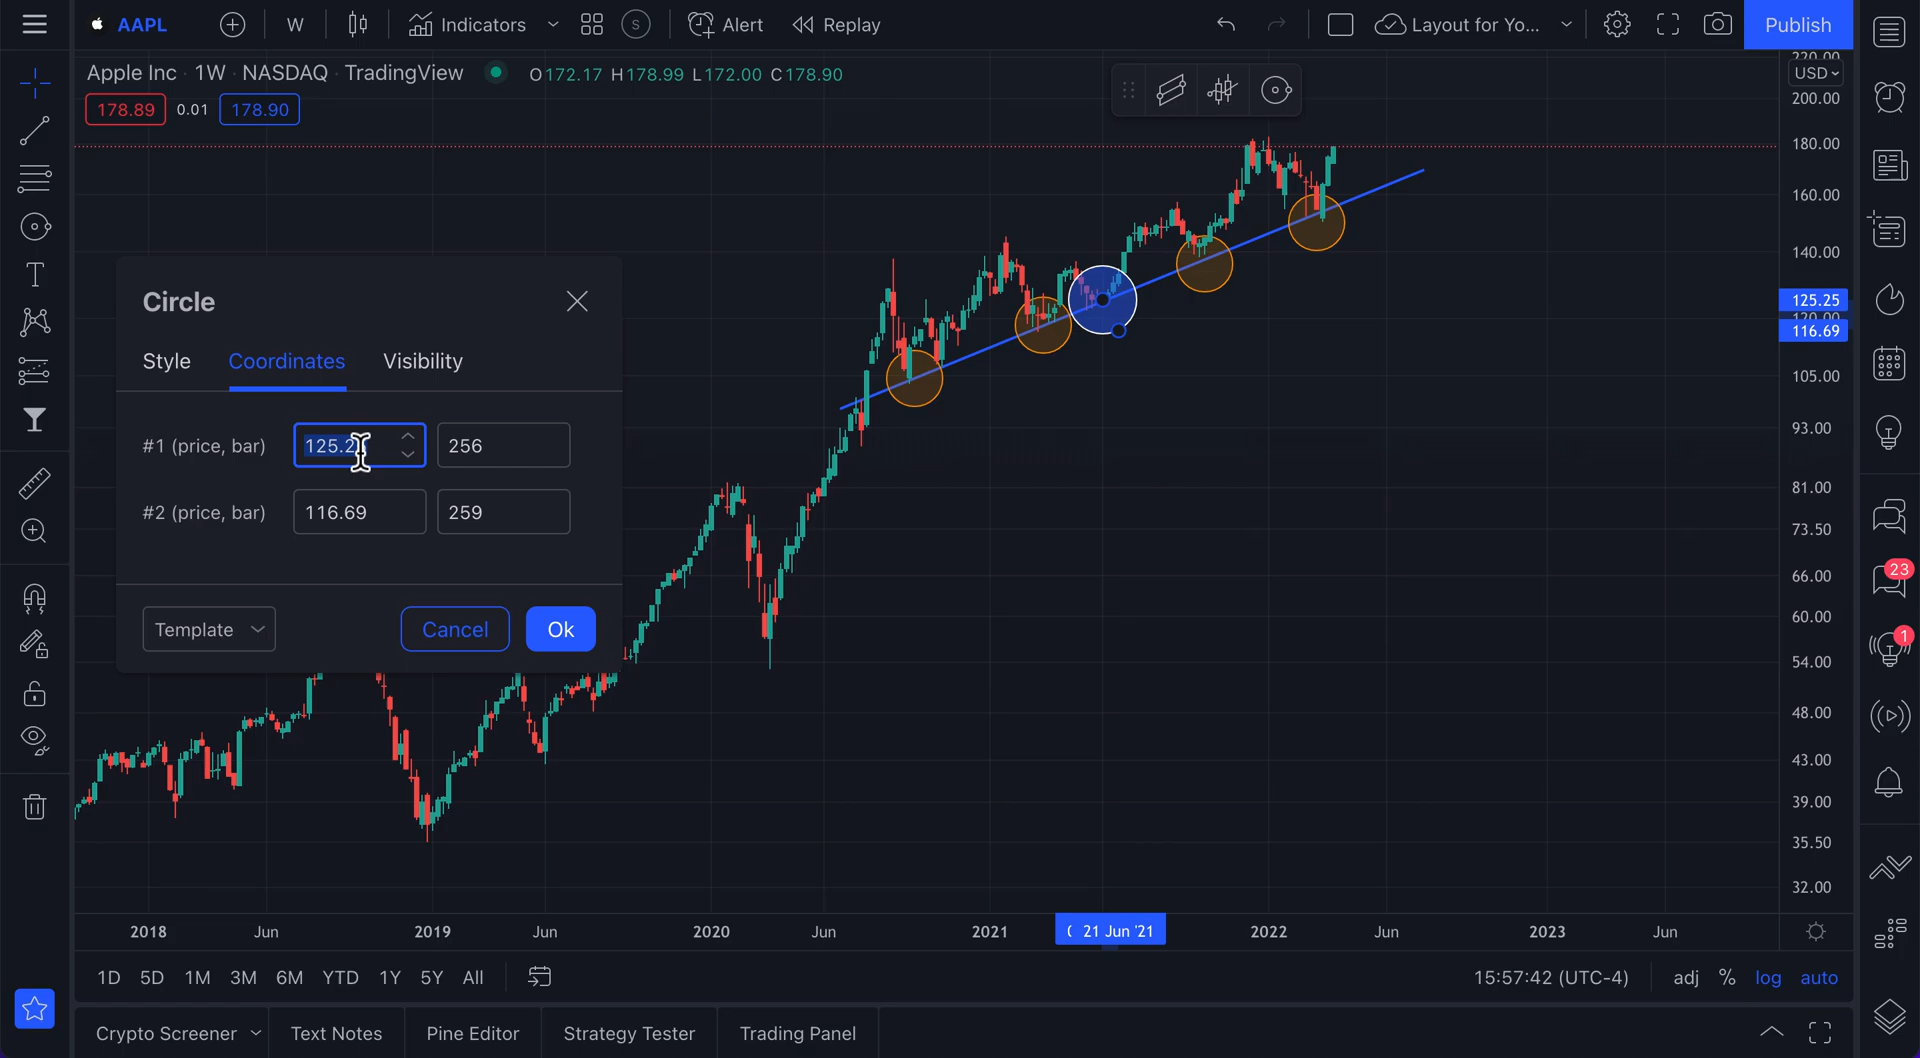 AAPL
W
Indicators
S
Alert
Replay
Layout for Yo...
Publish
Apple Inc · 1W · NASDAQ · TradingView
O172.17 H178.99 L172.00 C178.90
178.89
0.01
178.90
USD
200.00
180.00
160.00
140.00
125.25
116.69
105.00
93.00
81.00
73.50
66.00
60.00
54.00
48.00
43.00
39.00
35.50
32.00
Circle
Style
Coordinates
Visibility
#1 (price, bar)
256
#2 (price, bar)
116.69
259
Template
Cancel
Ok
23
1
2018
Jun
2019
Jun
2020
Jun
2021
21 Jun '21
2022
Jun
2023
Jun
1D
5D
1M
3M
6M
YTD
1Y
5Y
All
15:57:42 (UTC-4)
adj
%
log
auto
Crypto Screener
Text Notes
Pine Editor
Strategy Tester
Trading Panel